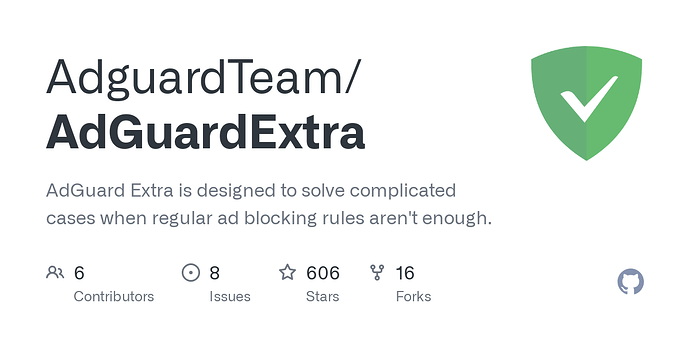 AdguardTeam/
AdGuardExtra
AdGuard Extra is designed to solve complicated
cases when regular ad blocking rules aren't enough.
6 8 606 16
Contributors Issues Stars Forks